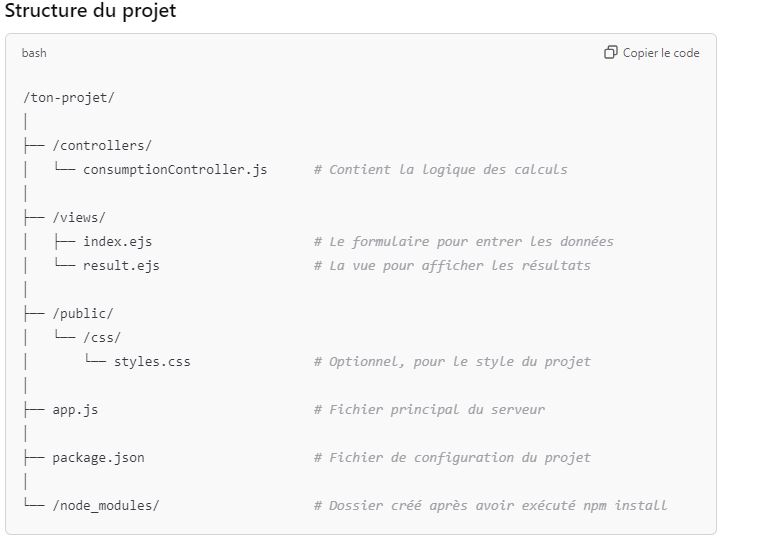 Structure du projet
bash Copier le code
/ton-projet/
│
├── /controllers/
│   └── consumptionController.js      # Contient la logique des calculs
│
├── /views/
│   ├── index.ejs                     # Le formulaire pour entrer les données
│   └── result.ejs                    # La vue pour afficher les résultats
│
├── /public/
│   └── /css/
│       └── styles.css                # Optionnel, pour le style du projet
│
├── app.js                            # Fichier principal du serveur
│
├── package.json                      # Fichier de configuration du projet
│
└── /node_modules/                    # Dossier créé après avoir exécuté npm install